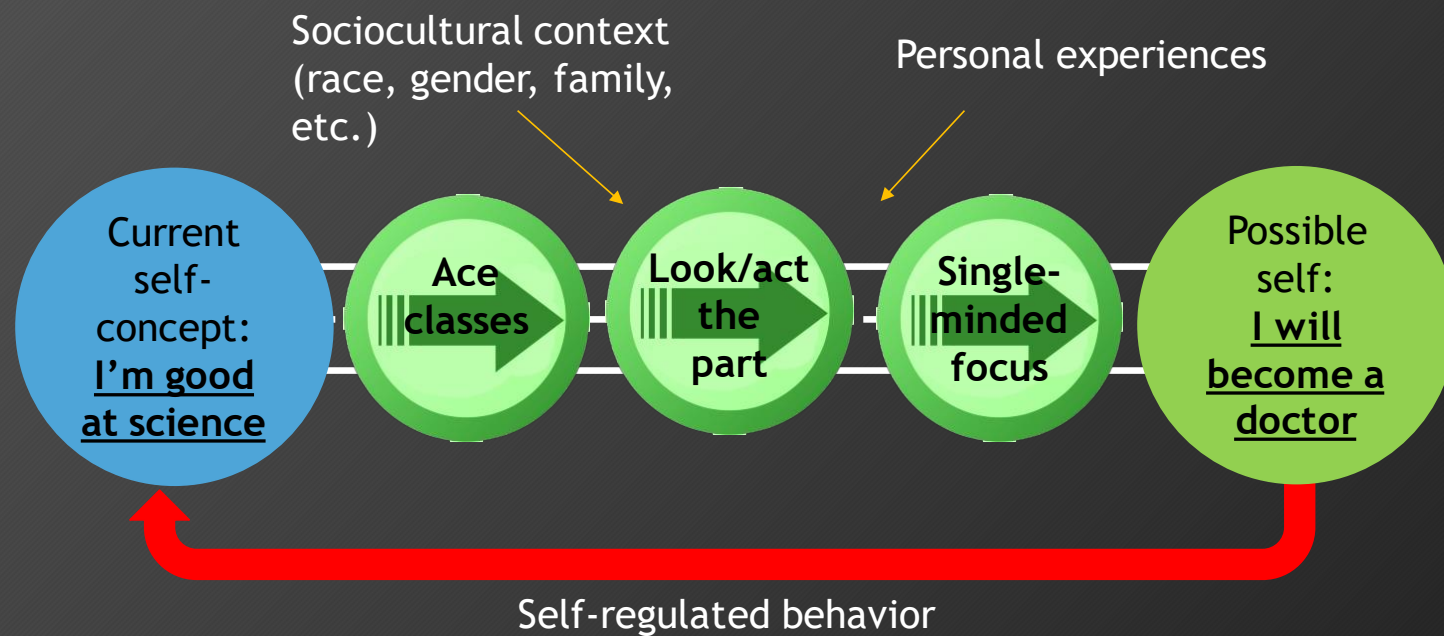 Sociocultural context
(race, gender, family,
etc.)
Personal experiences
Current
self-
concept:
I’m good
at science
Ace
classes
Look/act
the
part
Single-
minded
focus
Possible
self:
I will
become a
doctor
Self-regulated behavior